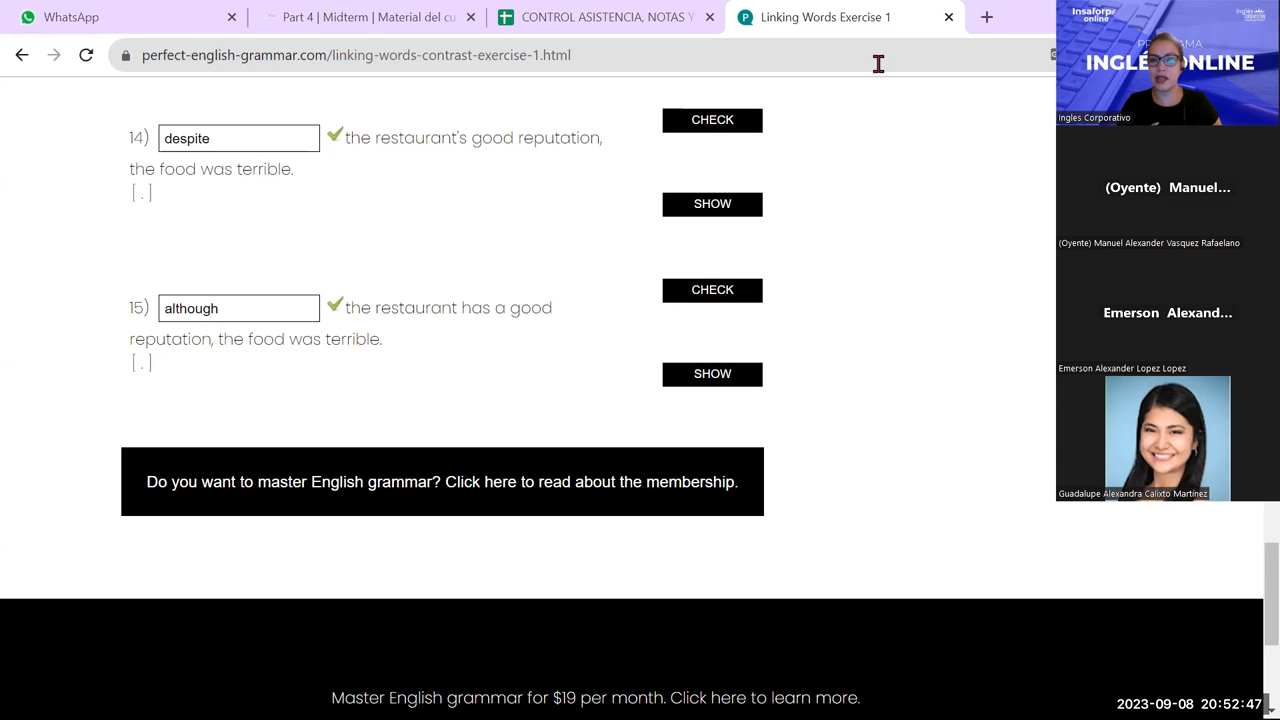 WhatsApp
Part 4 | Midterm
aterial del cu
CONTROL ASISTENCIA NOTAS Y
Linking Words Exercise 1
perfect-english-grammar.com/linking-words-contrast-exercise-1.html
14) despite the restaurant's good reputation,
the food was terrible.
[ . ]
CHECK
SHOW
15) although the restaurant has a good
reputation, the food was terrible.
[ . ]
CHECK
SHOW
Do you want to master English grammar? Click here to read about the membership.
Master English grammar for $19 per month. Click here to learn more.
Insaforp
online
Inglés
INGLÉ ONLINE
Ingles Corporativo
(Oyente) Manuel...
(Oyente) Manuel Alexander Vasquez Rafaelano
Emerson Alexand...
Emerson Alexander Lopez Lopez
Guadalupe Alexandra Calixto Martínez
2023-09-08 20:52:47